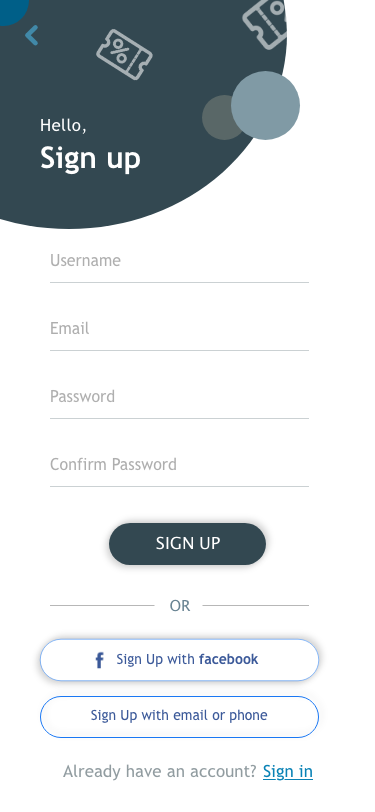 Hello,
Sign up
Username
Email
Password
Confirm Password
SIGN UP
OR
f Sign Up with facebook
Sign Up with email or phone
Already have an account? Sign in